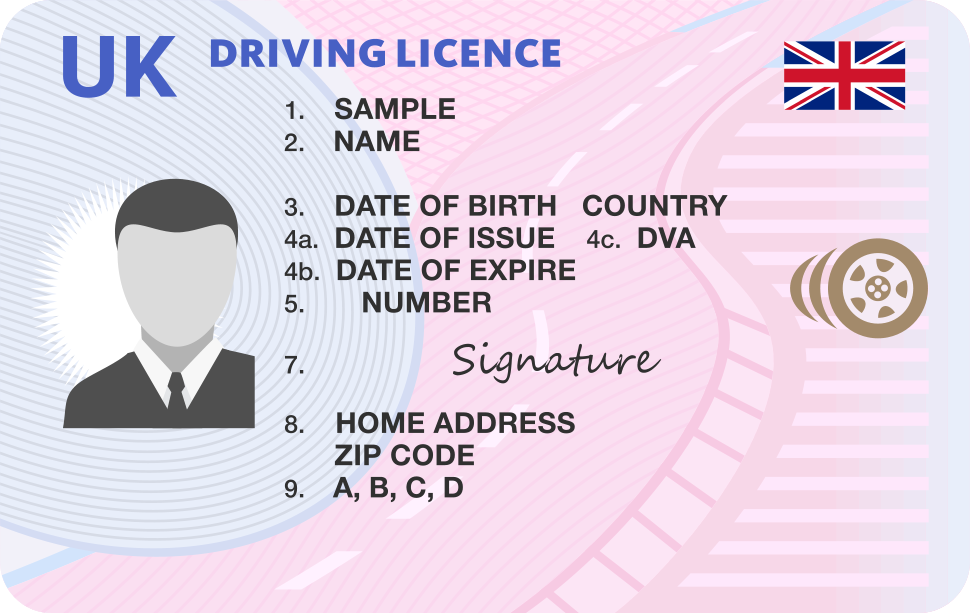 UK DRIVING LICENCE
1. SAMPLE
2. NAME
3. DATE OF BIRTH COUNTRY
4a. DATE OF ISSUE 4c. DVA
4b. DATE OF EXPIRE
5. NUMBER
7. Signature
8. HOME ADDRESS
ZIP CODE
9. A, B, C, D